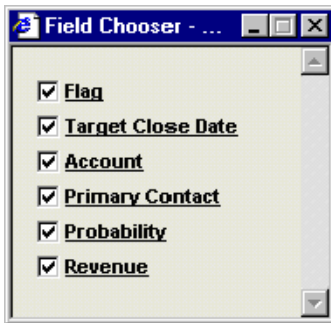 Field Chooser - ...
Flag
Target Close Date
Account
Primary Contact
Probability
Revenue